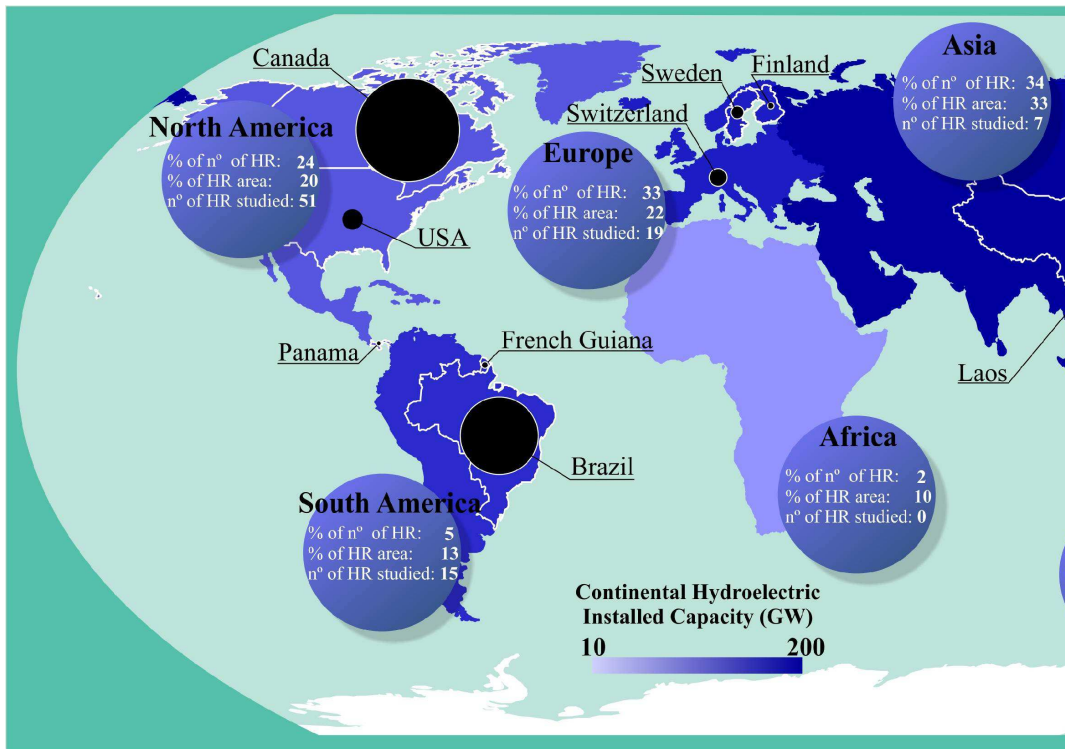 Canada
North America
% of nº of HR: 24
% of HR area: 20
nº of HR studied: 51
USA
Panama
Sweden
Finland
Switzerland
Europe
% of nº of HR: 33
% of HR area: 22
nº of HR studied: 19
Asia
% of nº of HR: 34
% of HR area: 33
nº of HR studied: 7
French Guiana
Brazil
Laos
South America
% of nº of HR: 5
% of HR area: 13
nº of HR studied: 15
Africa
% of nº of HR: 2
% of HR area: 10
nº of HR studied: 0
Continental Hydroelectric
Installed Capacity (GW)
10 200